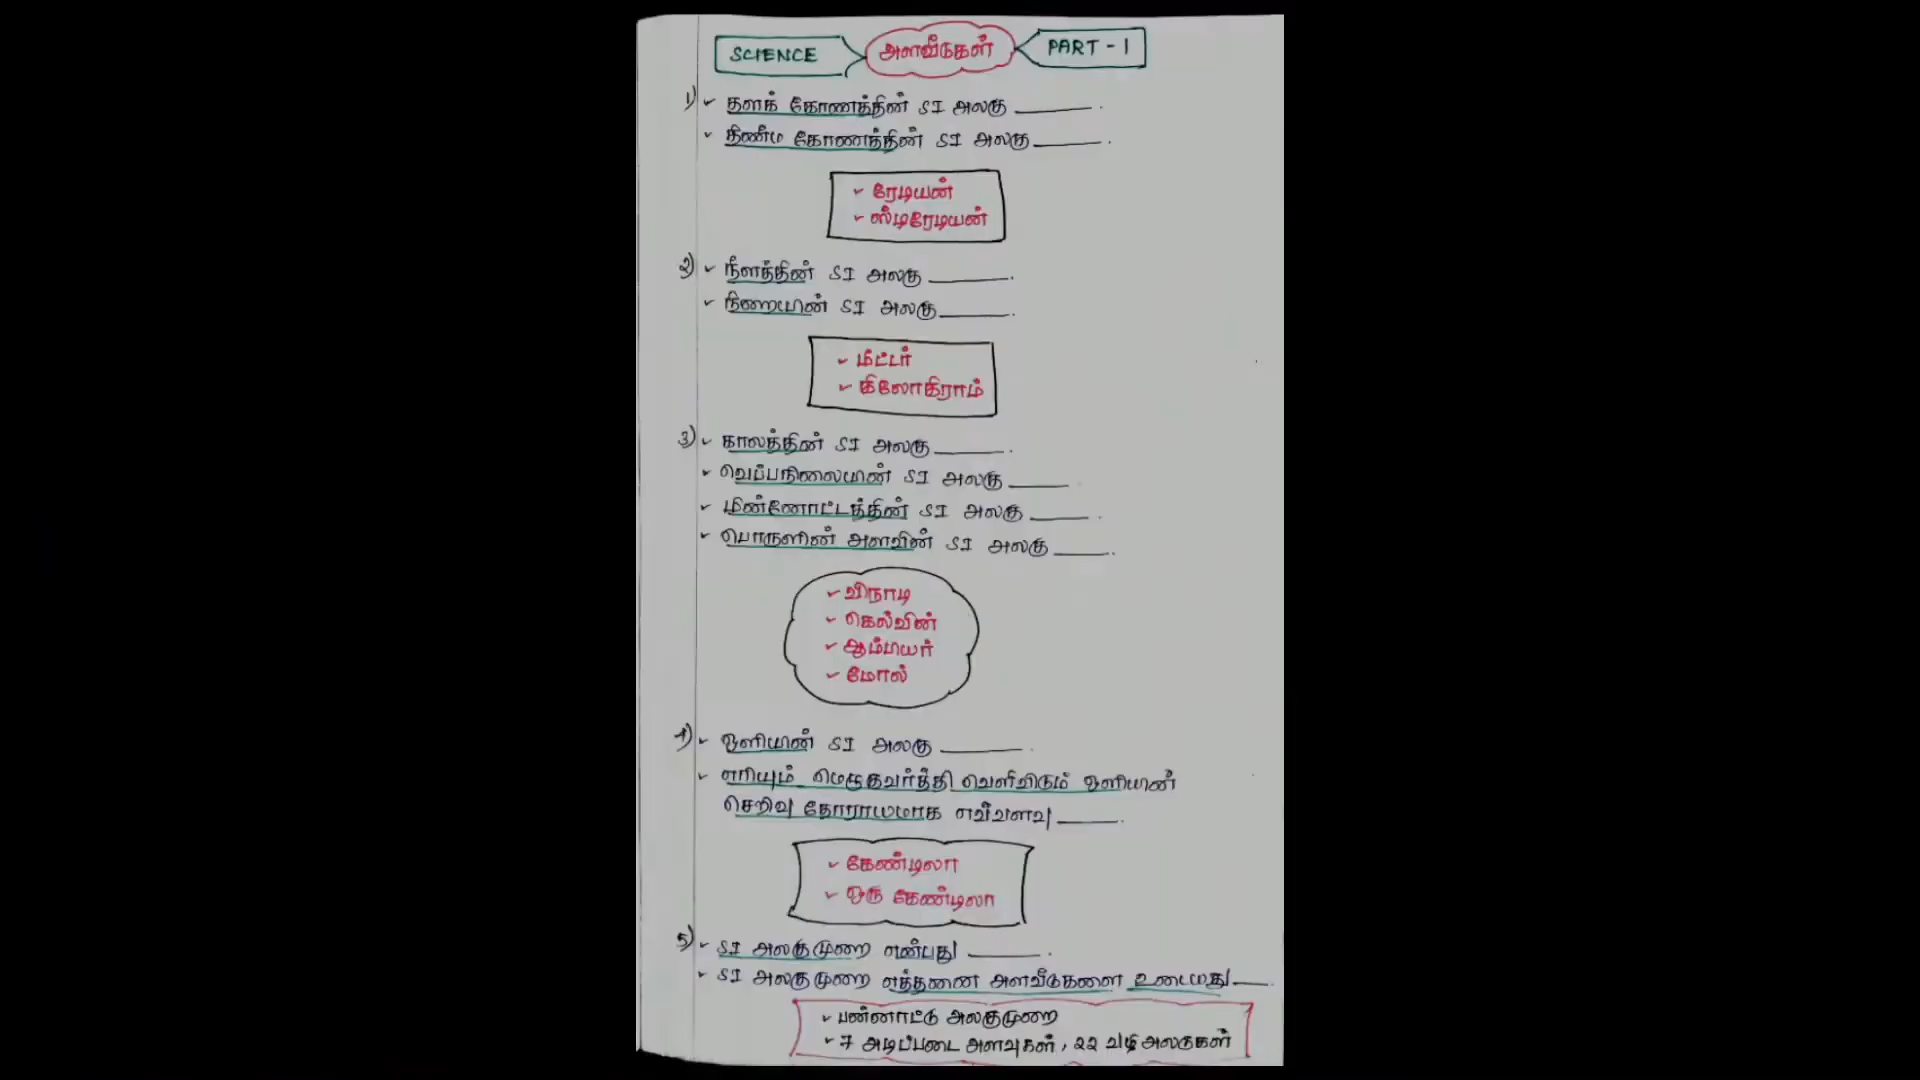 SCIENCE அளவீடுகள் PART - 1
1) தளக் கோணத்தின் SI அலகு ______.
திண்ம கோணத்தின் SI அலகு ______.
ரேடியன்
ஸ்டிரேடியன்
2) நீளத்தின் SI அலகு ______.
நிறையின் SI அலகு ______.
மீட்டர்
கிலோகிராம்
3) காலத்தின் SI அலகு ______.
வெப்பநிலையின் SI அலகு ______
மின்னோட்டத்தின் SI அலகு ______.
பொருளின் அளவின் SI அலகு ______.
விநாடி
கெல்வின்
ஆம்பியர்
மோல்
4) ஒளியின் SI அலகு ______.
எரியும் மெழுகுவர்த்தி வெளிவிடும் ஒளியின்
செறிவு தோராயமாக எவ்வளவு ______.
கேண்டிலா
ஒரு கேண்டிலா
5) SI அலகுமுறை என்பது ______.
SI அலகுமுறை எத்தனை அளவீடுகளை உடையது ____
பன்னாட்டு அலகுமுறை
7 அடிப்படை அளவுகள், 22 வழி அலகுகள்